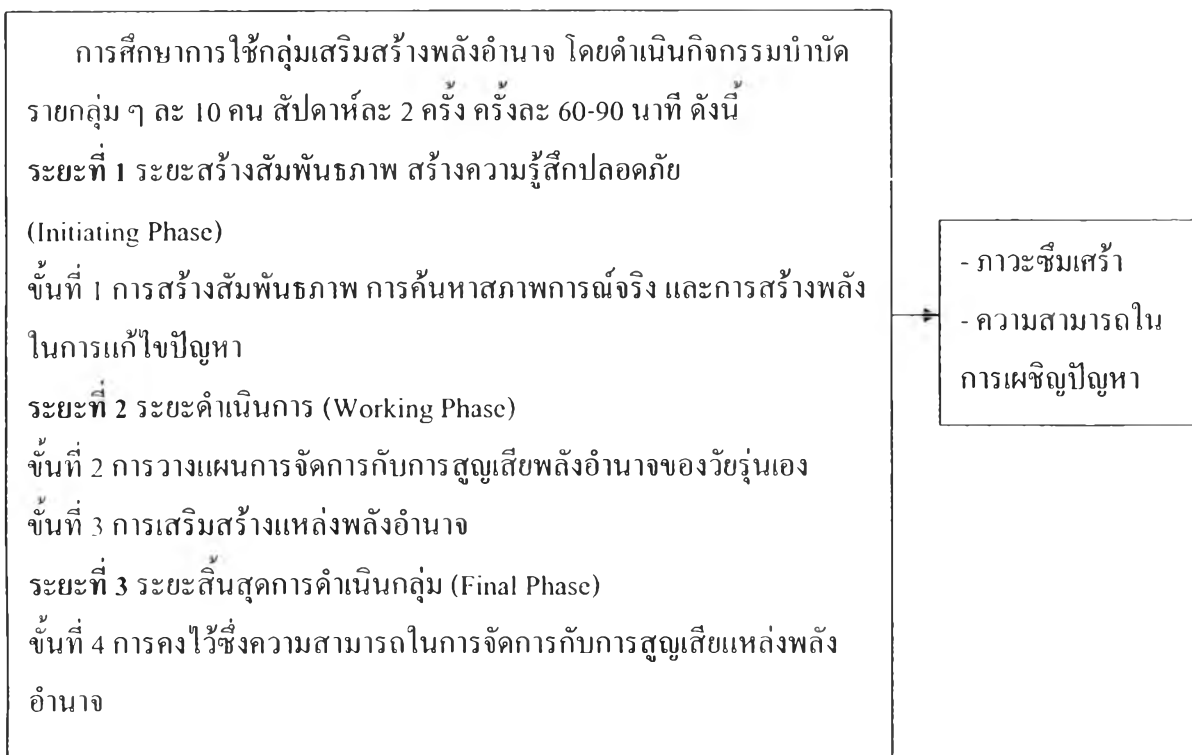 การศึกษาการใช้กลุ่มเสริมสร้างพลังอำนาจ โดยดำเนินกิจกรรมบำบัด
รายกลุ่ม ๆ ละ 10 คน สัปดาห์ละ 2 ครั้ง ครั้งละ 60-90 นาที ดังนี้
ระยะที่ 1 ระยะสร้างสัมพันธภาพ สร้างความรู้สึกปลอดภัย
(Initiating Phase)
ขั้นที่ 1 การสร้างสัมพันธภาพ การค้นหาสภาพการณ์จริง และการสร้างพลัง
ในการแก้ไขปัญหา
ระยะที่ 2 ระยะดำเนินการ (Working Phase)
ขั้นที่ 2 การวางแผนการจัดการกับการสูญเสียพลังอำนาจของวัยรุ่นเอง
ขั้นที่ 3 การเสริมสร้างแหล่งพลังอำนาจ
ระยะที่ 3 ระยะสิ้นสุดการดำเนินกลุ่ม (Final Phase)
ขั้นที่ 4 การคงไว้ซึ่งความสามารถในการจัดการกับการสูญเสียแหล่งพลัง
อำนาจ
- ภาวะซึมเศร้า
- ความสามารถใน
การเผชิญปัญหา